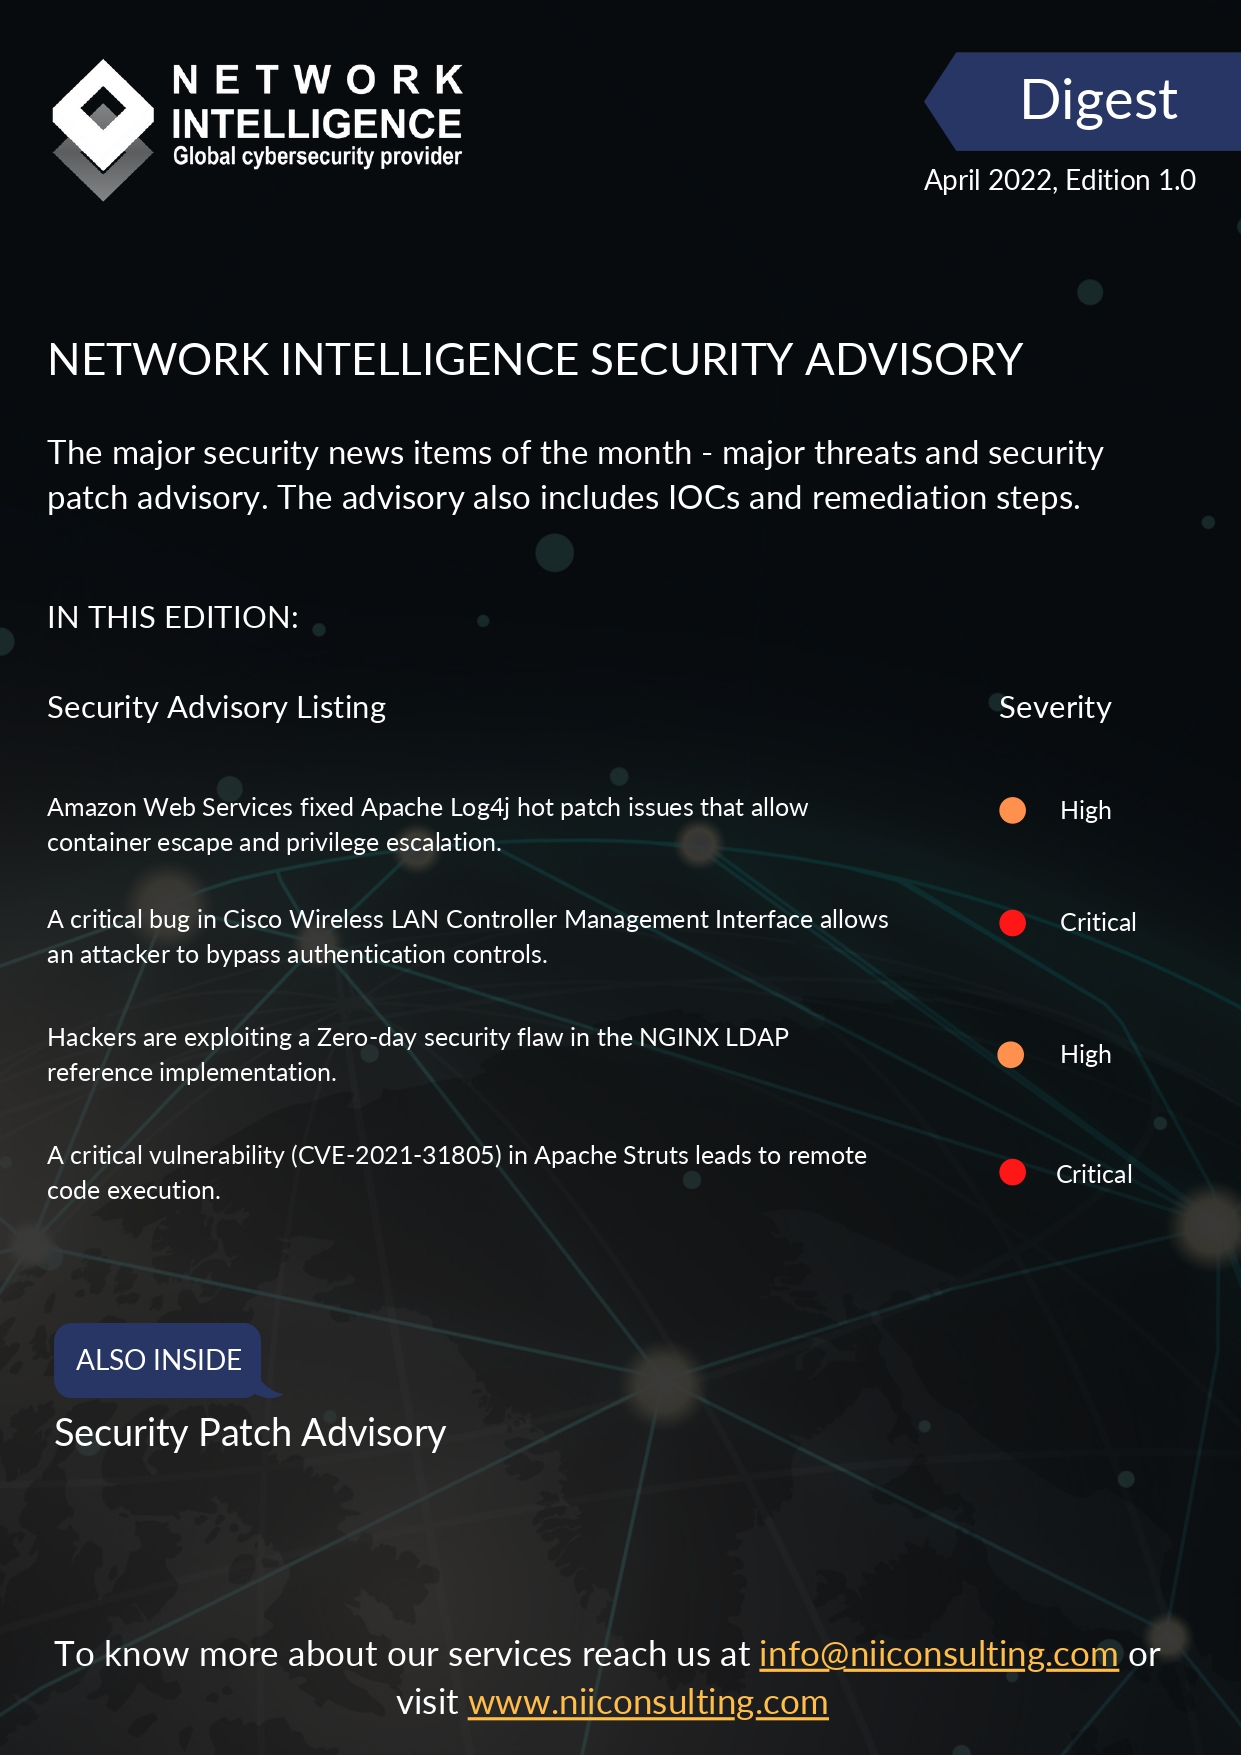 NETWORK
INTELLIGENCE
Global cybersecurity provider
Digest
April 2022, Edition 1.0
NETWORK INTELLIGENCE SECURITY ADVISORY
The major security news items of the month - major threats and security
patch advisory. The advisory also includes IOCs and remediation steps.
IN THIS EDITION:
Security Advisory Listing
Severity
Amazon Web Services fixed Apache Log4j hot patch issues that allow
container escape and privilege escalation.
High
A critical bug in Cisco Wireless LAN Controller Management Interface allows
an attacker to bypass authentication controls.
Critical
Hackers are exploiting a Zero-day security flaw in the NGINX LDAP
reference implementation.
High
A critical vulnerability (CVE-2021-31805) in Apache Struts leads to remote
code execution.
Critical
ALSO INSIDE
Security Patch Advisory
To know more about our services reach us at info@niiconsulting.com or
visit www.niiconsulting.com